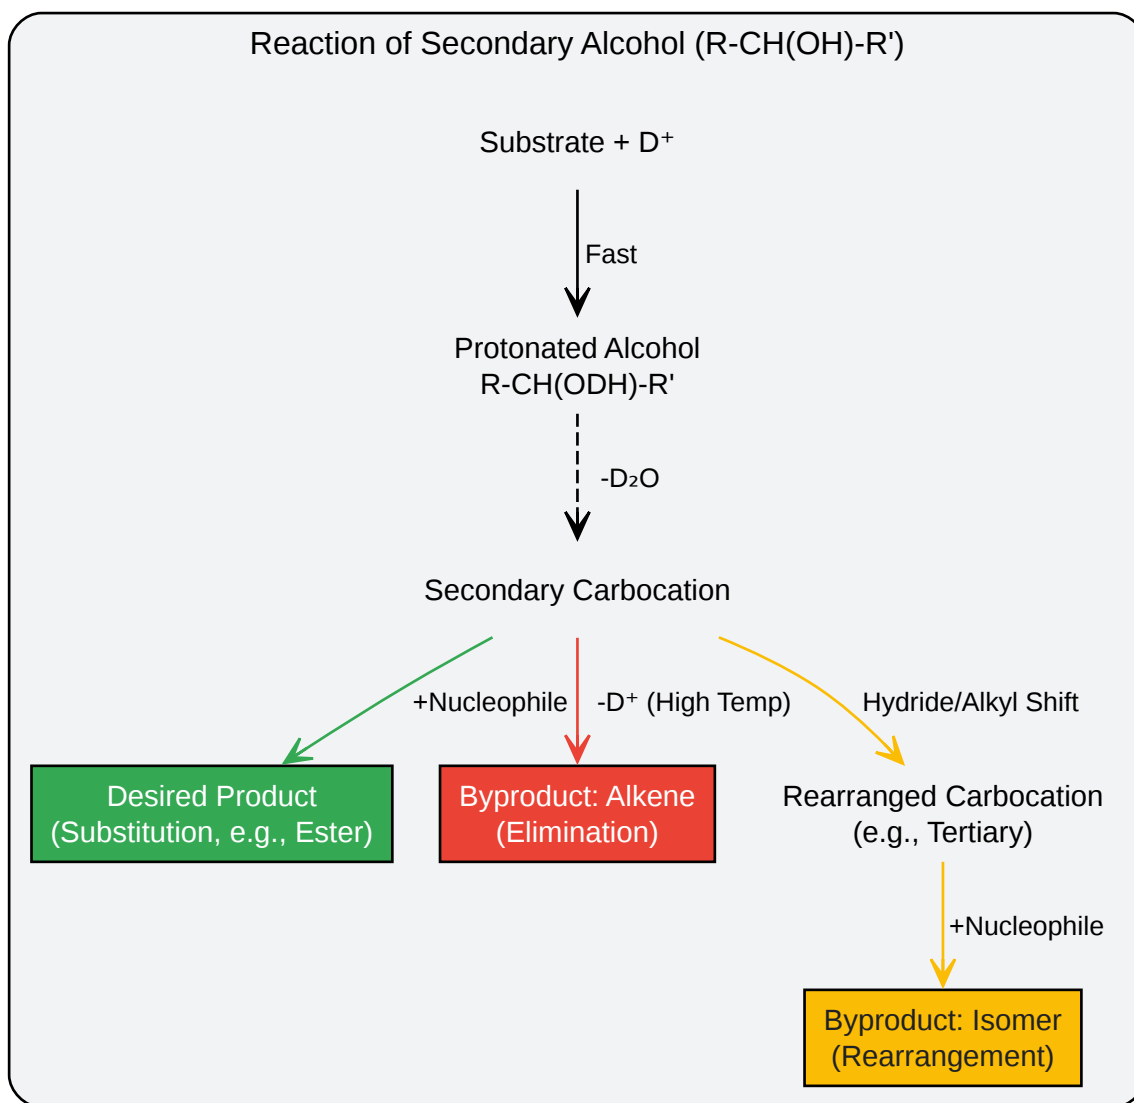 Reaction of Secondary Alcohol (R-CH(OH)-R')
Substrate + D⁺
Fast
Protonated Alcohol
R-CH(ODH)-R'
-D₂O
Secondary Carbocation
+Nucleophile
-D⁺ (High Temp)
Hydride/Alkyl Shift
Desired Product
(Substitution, e.g., Ester)
Byproduct: Alkene
(Elimination)
Rearranged Carbocation
(e.g., Tertiary)
+Nucleophile
Byproduct: Isomer
(Rearrangement)